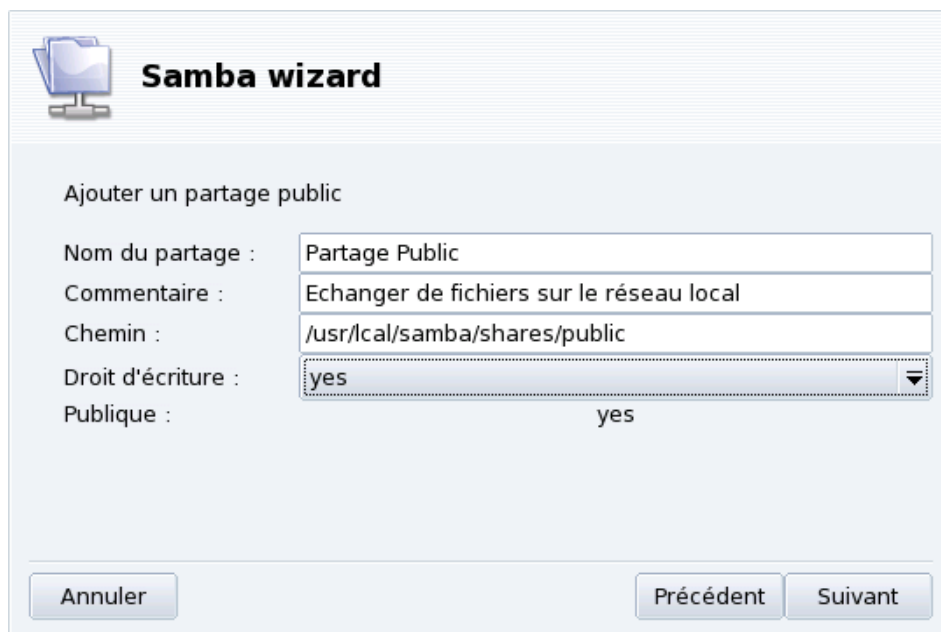 Samba wizard
Ajouter un partage public
Nom du partage : Partage Public
Commentaire : Echanger de fichiers sur le réseau local
Chemin : /usr/lcal/samba/shares/public
Droit d'écriture : yes
Publique : yes
Annuler Précédent Suivant